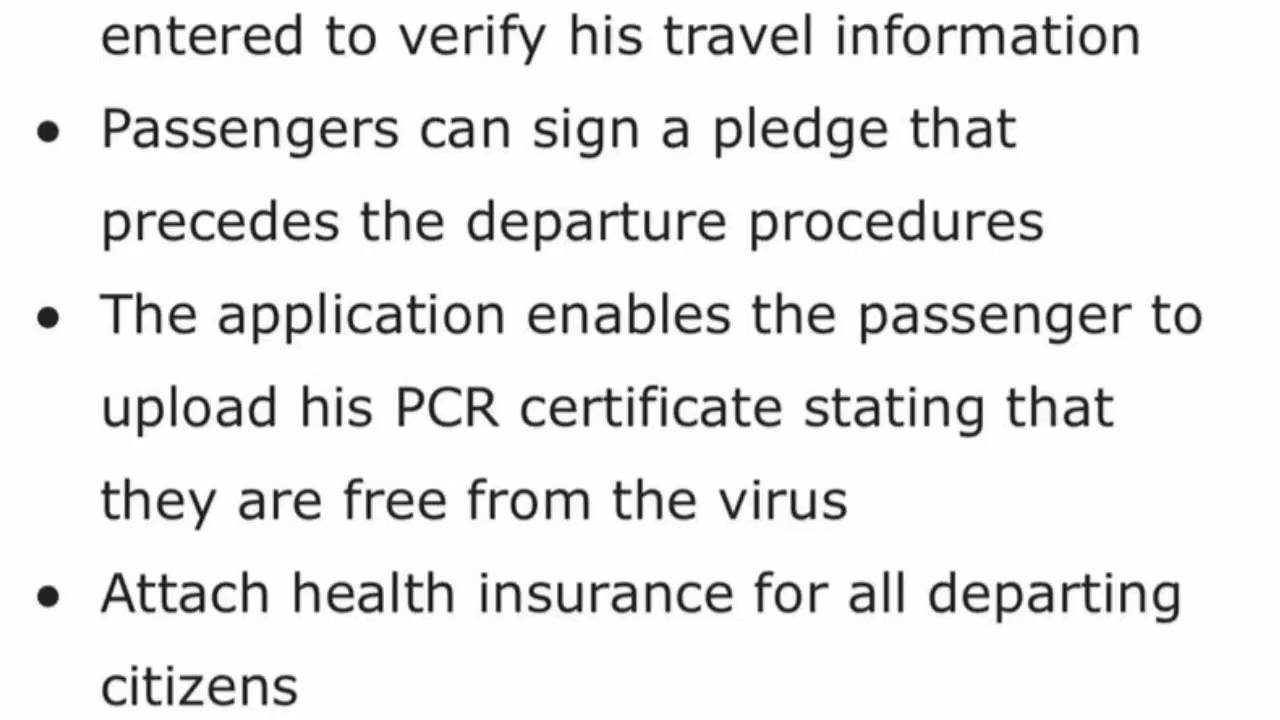 entered to verify his travel information
• Passengers can sign a pledge that
precedes the departure procedures
• The application enables the passenger to
upload his PCR certificate stating that
they are free from the virus
• Attach health insurance for all departing
citizens